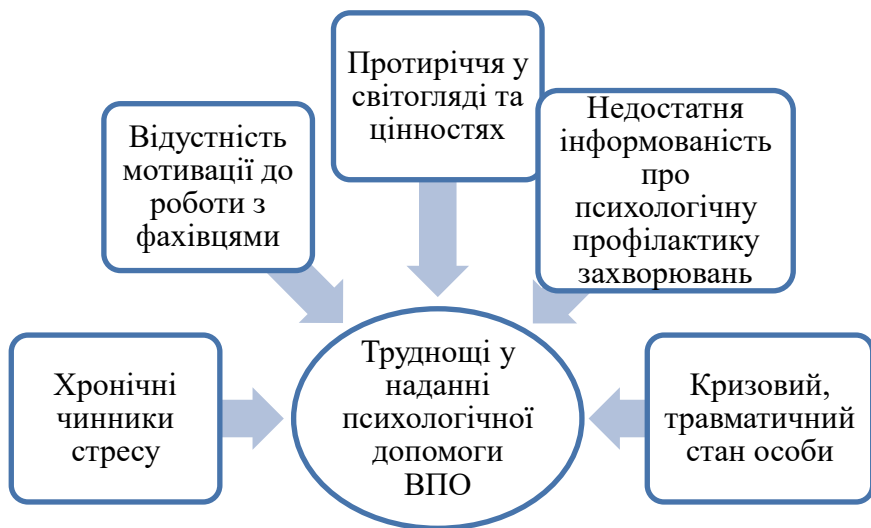 Протиріччя у
світогляді та
цінностях
Відустність
мотивації до
роботи з
фахівцями
Недостатня
інформованість
про
психологічну
профілактику
захворювань
Хронічні
чинники
стресу
Труднощі у
наданні
психологічної
допомоги
ВПО
Кризовий,
травматичний
стан особи